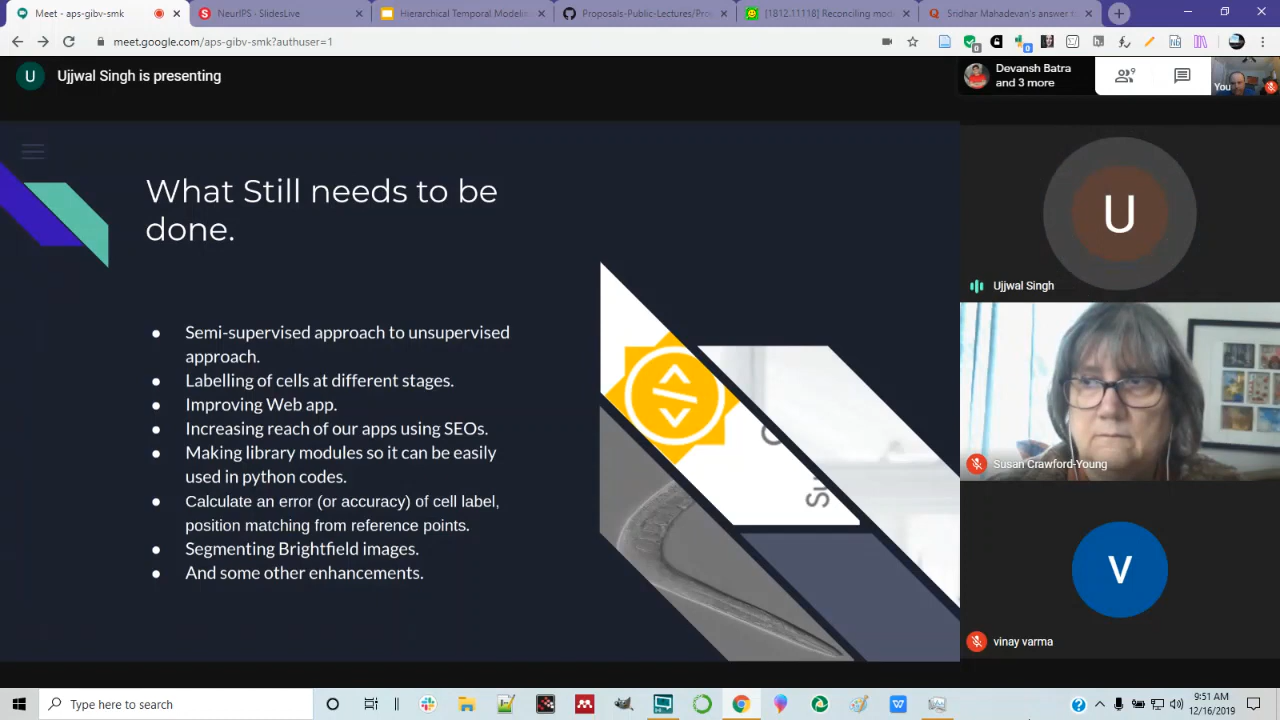 Meet - aps-gibv-smk
NeurIPS - SlidesLive
Hierarchical Temporal Modelin
Proposals-Public-Lectures/Pro
[1812.11118] Reconciling mod
Sridhar Mahadevan's answer t
meet.google.com/aps-gibv-smk?authuser=1
U
Ujjwal Singh is presenting
Devansh Batra
and 3 more
9
You
What Still needs to be
done.
Semi-supervised approach to unsupervised
approach.
Labelling of cells at different stages.
Improving Web app.
Increasing reach of our apps using SEOs.
Making library modules so it can be easily
used in python codes.
Calculate an error (or accuracy) of cell label,
position matching from reference points.
Segmenting Brightfield images.
And some other enhancements.
Su
U
Ujjwal Singh
Susan Crawford-Young
V
vinay varma
Type here to search
9:51 AM
12/16/2019